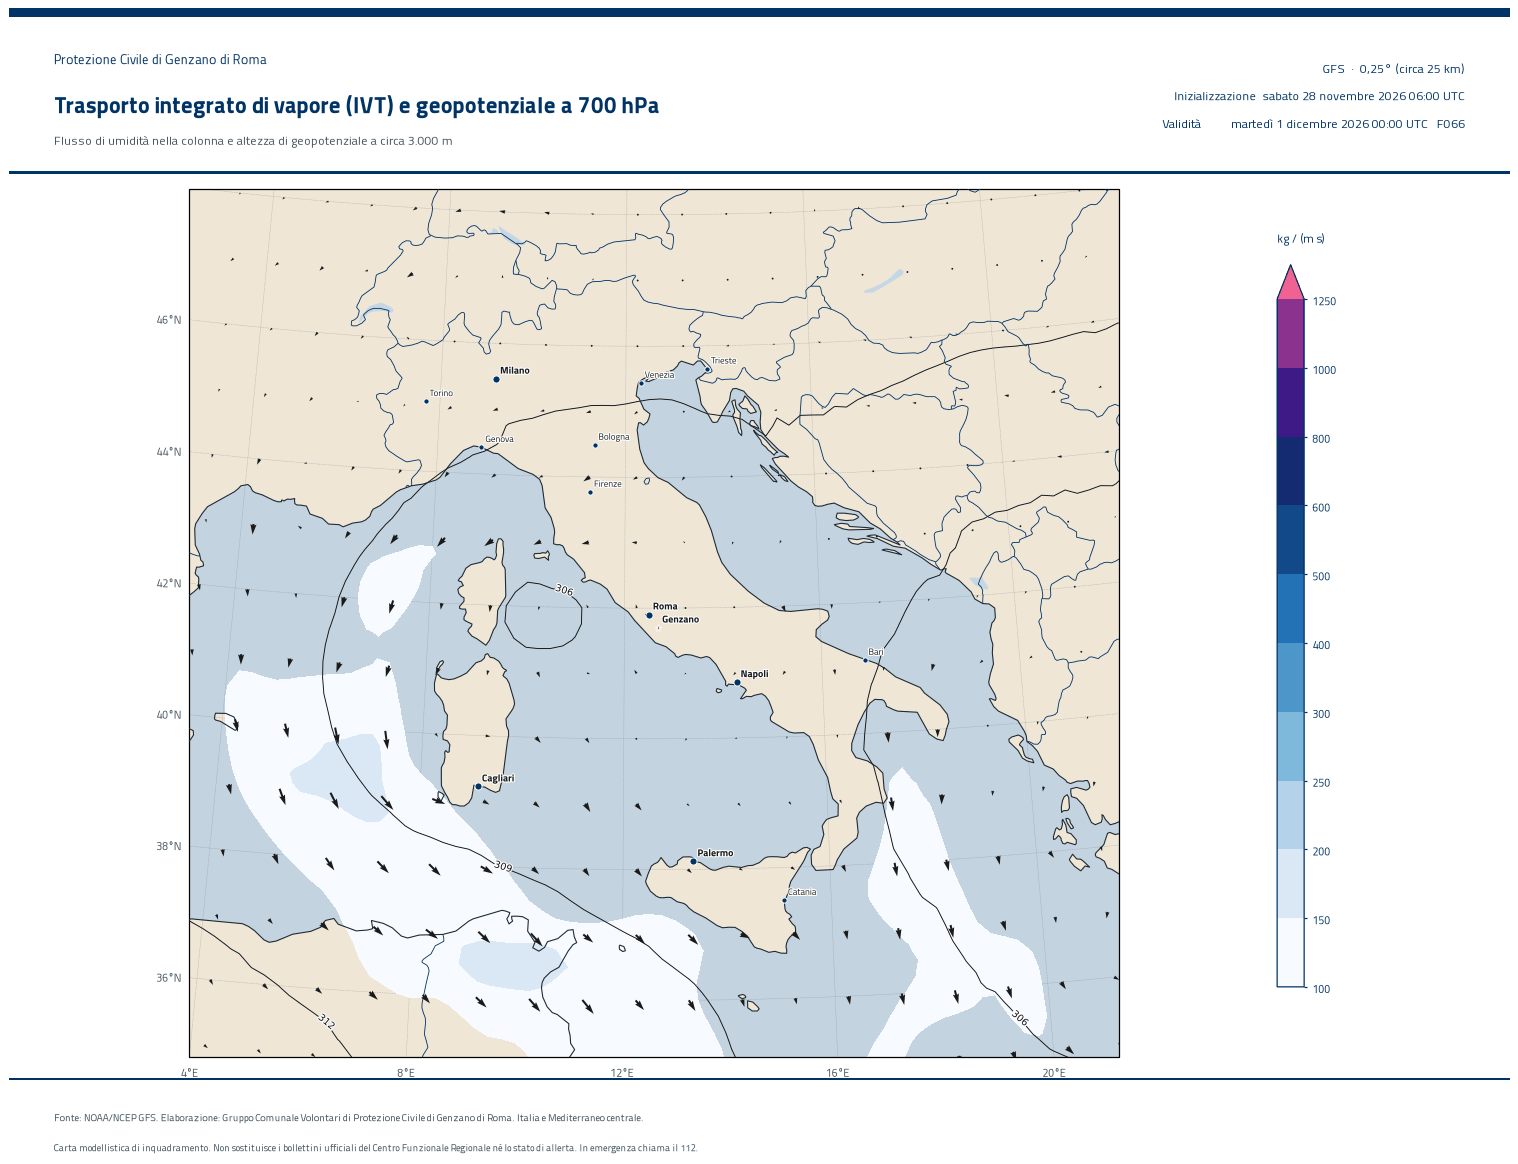 Protezione Civile di Genzano di Roma
Trasporto integrato di vapore (IVT) e geopotenziale a 700 hPa
Flusso di umidità nella colonna e altezza di geopotenziale a circa 3.000 m
GFS · 0,25° (circa 25 km)
Inizializzazione sabato 28 novembre 2026 06:00 UTC
Validità martedì 1 dicembre 2026 00:00 UTC F066
kg / (m s)
1250
1000
800
600
500
400
300
250
200
150
100
46°N
44°N
42°N
40°N
38°N
36°N
4°E
8°E
12°E
16°E
20°E
Trieste
Venezia
Milano
Torino
Genova
Bologna
Firenze
306
Roma
Genzano
Bari
Napoli
Cagliari
309
Palermo
Catania
312
306
Fonte: NOAA/NCEP GFS. Elaborazione: Gruppo Comunale Volontari di Protezione Civile di Genzano di Roma. Italia e Mediterraneo centrale.
Carta modellistica di inquadramento. Non sostituisce i bollettini ufficiali del Centro Funzionale Regionale né lo stato di allerta. In emergenza chiama il 112.